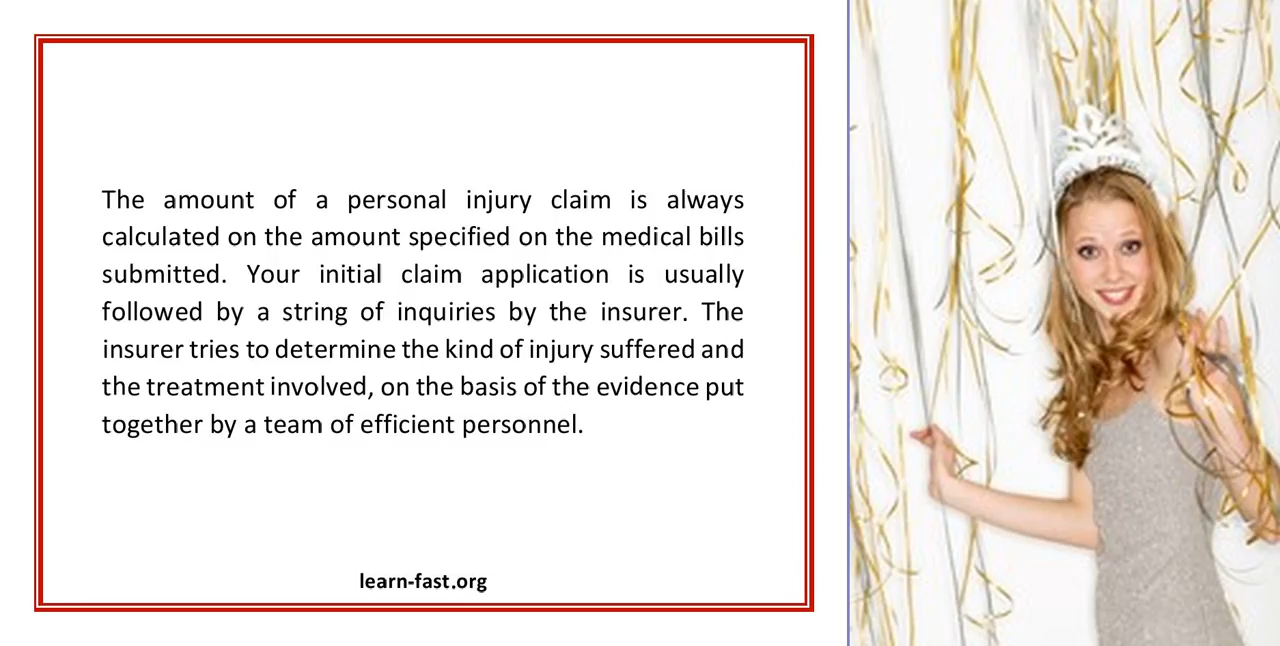 The amount of a personal injury claim is always
calculated on the amount specified on the medical bills
submitted. Your initial claim application is usually
followed by a string of inquiries by the insurer. The
insurer tries to determine the kind of injury suffered and
the treatment involved, on the basis of the evidence put
together by a team of efficient personnel.
learn-fast.org